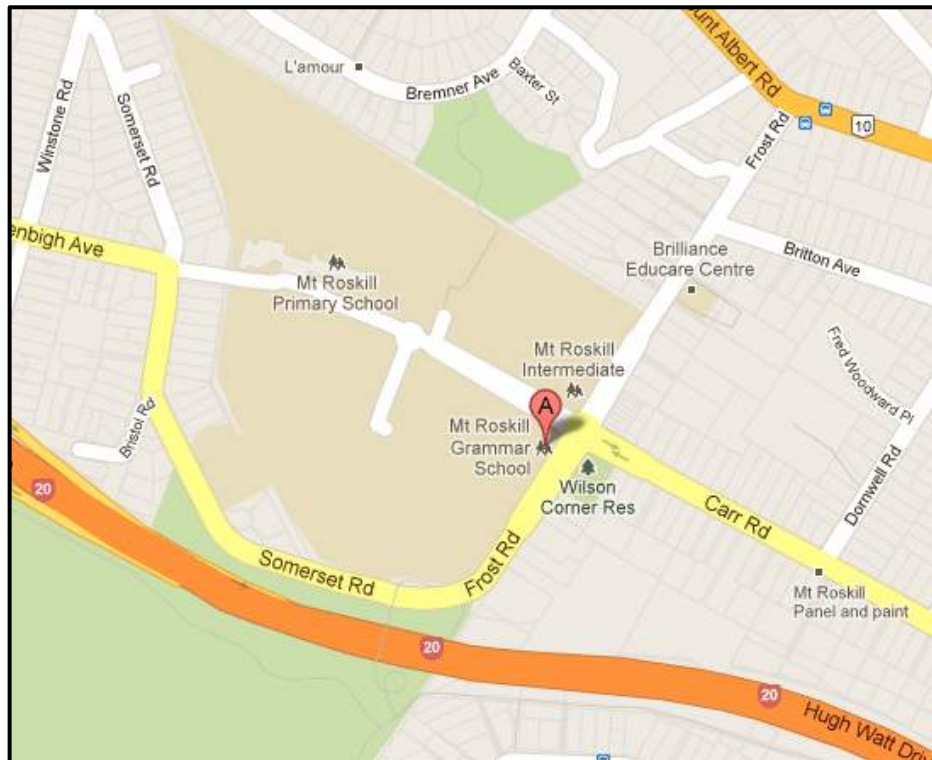 Mount Albert Rd
10
L'amour
Bremner Ave
Baxter St
Frost Rd
Winstone Rd
Somerset Rd
enbigh Ave
Mt Roskill
Primary School
Brilliance
Educare Centre
Britton Ave
Mt Roskill
Intermediate
Fred Woodward Pl
A
Mt Roskill
Grammar
School
Bristol Rd
Wilson
Corner Res
Carr Rd
Dornwell Rd
20
Somerset Rd
Frost Rd
Mt Roskill
Panel and paint
20
20
Hugh Watt Driv